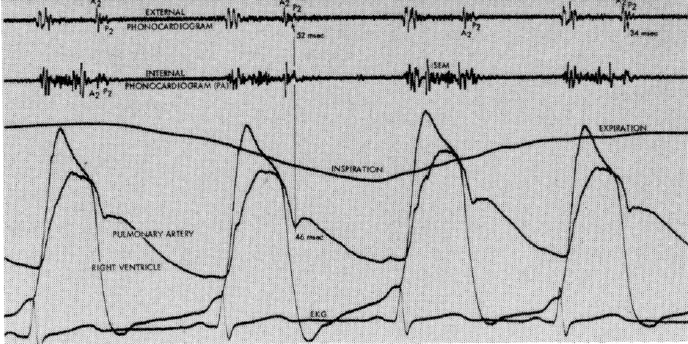 A2
A2
P2
A2
EXTERNAL
PHONOCARDIOGRAM
P2
52 msec
P2
A2
P2
34 msec
INTERNAL
PHONOCARDIOGRAM (PA)
A2 P2
SEM
EXPIRATION
INSPIRATION
PULMONARY ARTERY
46 msec
RIGHT VENTRICLE
EKG